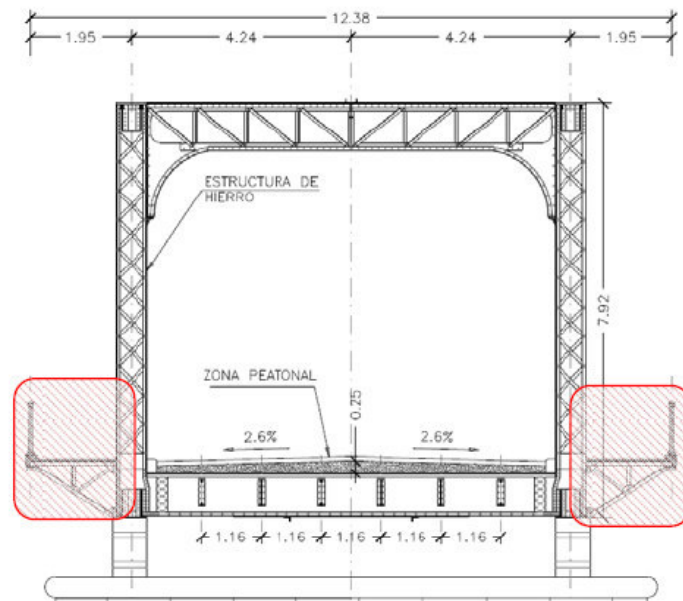 12.38
1.95 4.24 4.24 1.95
ESTRUCTURA DE
HIERRO
7.92
ZONA PEATONAL
0.25
2.6% 2.6%
1.16 1.16 1.16 1.16 1.16